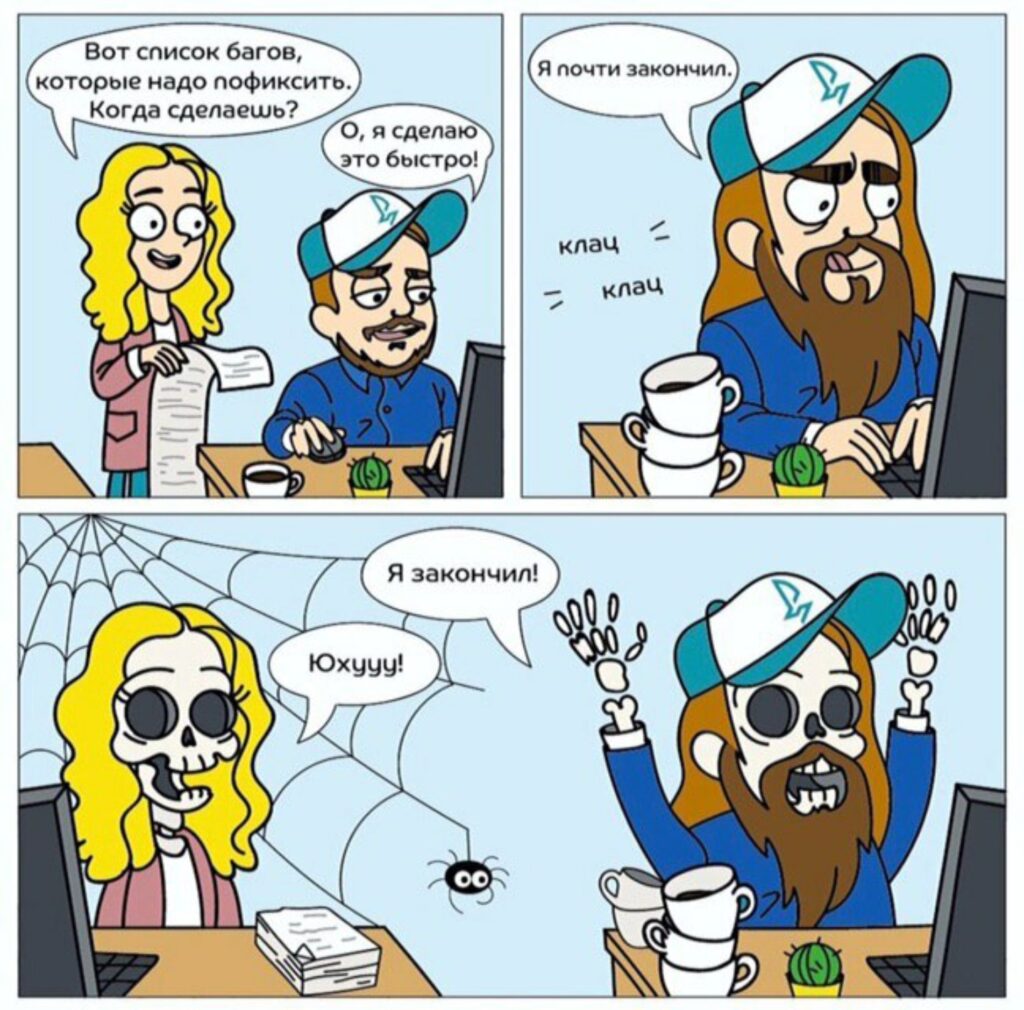 Вот список багов,
которые надо пофиксить.
Когда сделаешь?
О, я сделаю
это быстро!
Я почти закончил.
клац
клац
Я закончил!
Юхууу!